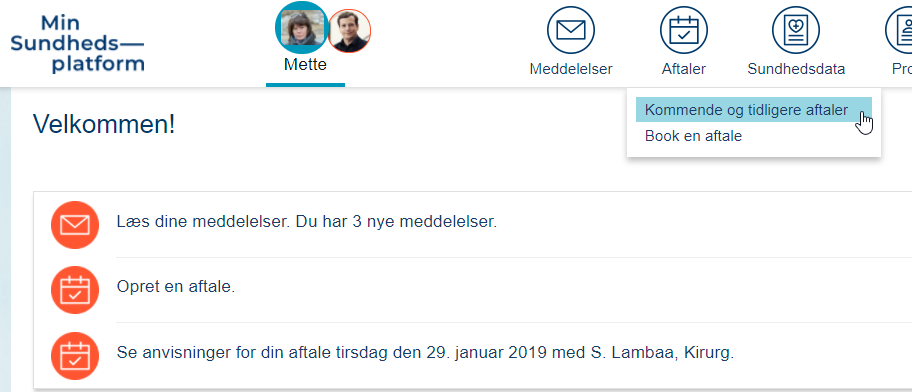 Min
Sundheds—
platform
Mette
Meddelelser
Aftaler
Sundhedsdata
Pro
Kommende og tidligere aftaler
Book en aftale
Velkommen!
Læs dine meddelelser. Du har 3 nye meddelelser.
Opret en aftale.
Se anvisninger for din aftale tirsdag den 29. januar 2019 med S. Lambaa, Kirurg.